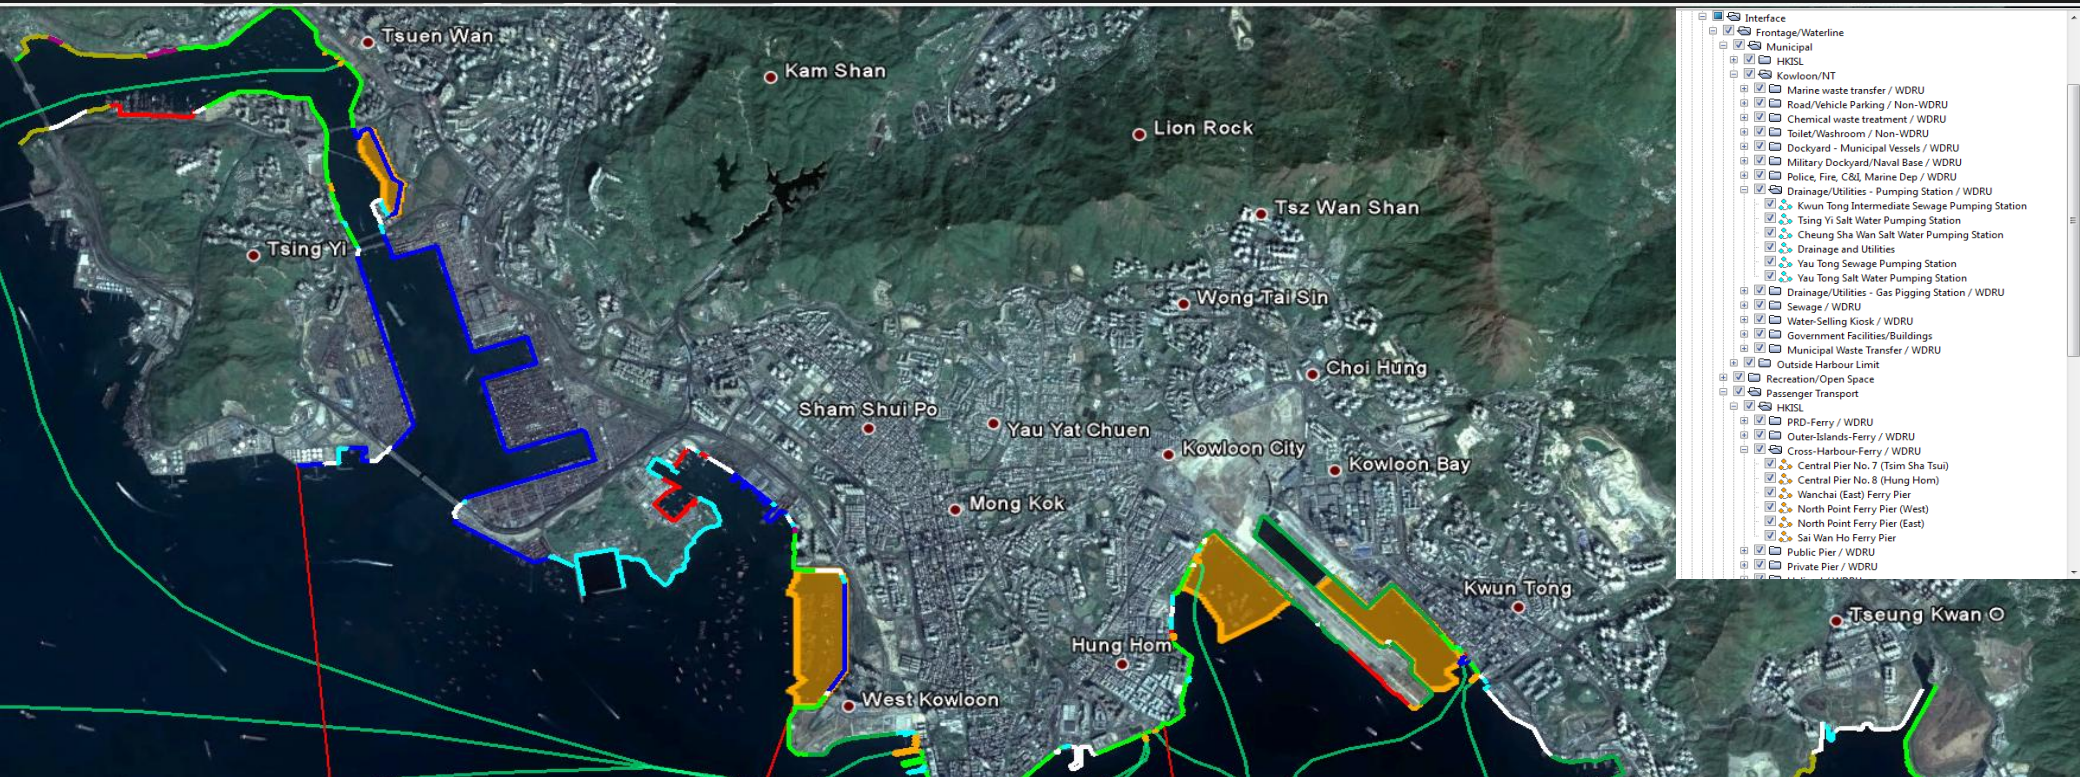 Tsuen Wan
Kam Shan
Lion Rock
Tsz Wan Shan
Tsing Yi
Wong Tai Sin
Choi Hung
Sham Shui Po
Yau Yat Chuen
Kowloon City
Kowloon Bay
Mong Kok
Kwun Tong
Tseung Kwan O
Hung Hom
West Kowloon
Interface
Frontage/Waterline
Municipal
HKISL
Kowloon/NT
Marine waste transfer / WDRU
Road/Vehicle Parking / Non-WDRU
Chemical waste treatment / WDRU
Toilet/Washroom / Non-WDRU
Dockyard - Municipal Vessels / WDRU
Military Dockyard/Naval Base / WDRU
Police, Fire, C&I, Marine Dep / WDRU
Drainage/Utilities - Pumping Station / WDRU
Kwun Tong Intermediate Sewage Pumping Station
Tsing Yi Salt Water Pumping Station
Cheung Sha Wan Salt Water Pumping Station
Drainage and Utilities
Yau Tong Sewage Pumping Station
Yau Tong Salt Water Pumping Station
Drainage/Utilities - Gas Pigging Station / WDRU
Sewage / WDRU
Water-Selling Kiosk / WDRU
Government Facilities/Buildings
Municipal Waste Transfer / WDRU
Outside Harbour Limit
Recreation/Open Space
Passenger Transport
HKISL
PRD-Ferry / WDRU
Outer-Islands-Ferry / WDRU
Cross-Harbour-Ferry / WDRU
Central Pier No. 7 (Tsim Sha Tsui)
Central Pier No. 8 (Hung Hom)
Wanchai (East) Ferry Pier
North Point Ferry Pier (West)
North Point Ferry Pier (East)
Sai Wan Ho Ferry Pier
Public Pier / WDRU
Private Pier / WDRU